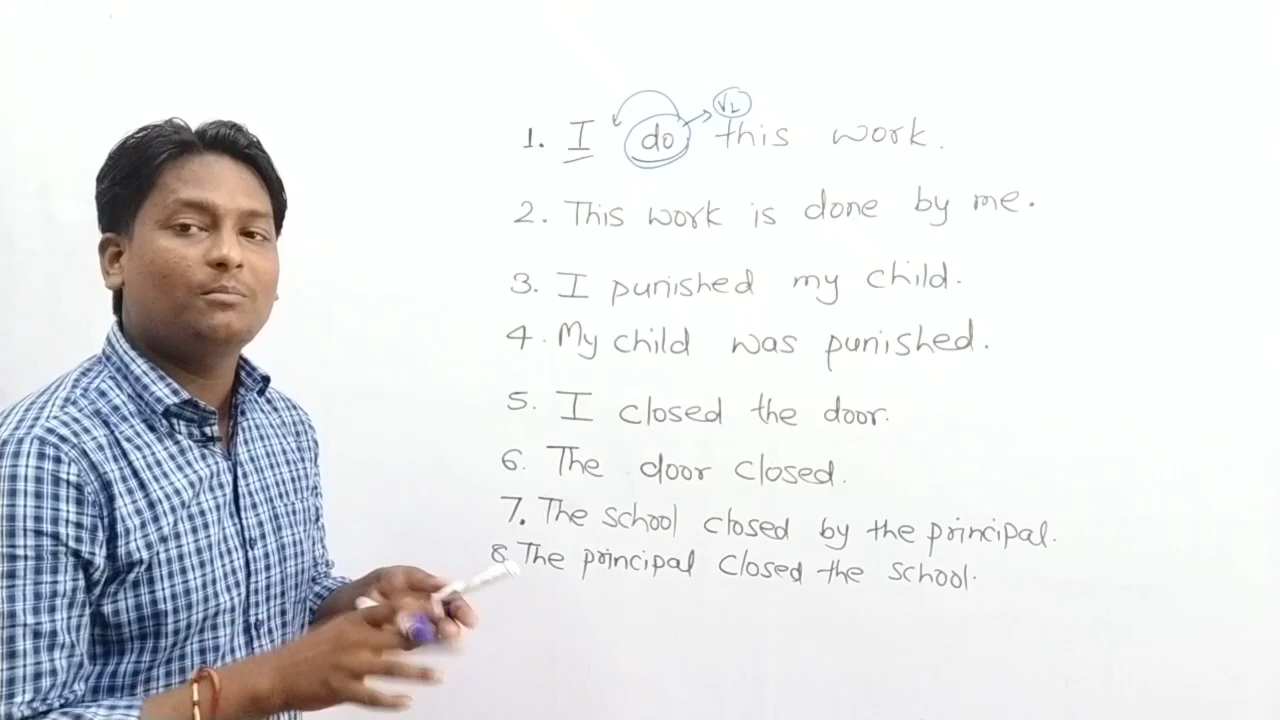 V1
1. I do this work.
2. This work is done by me.
3. I punished my child.
4. My child was punished.
5. I closed the door.
6. The door closed.
7. The school closed by the principal.
8. The principal closed the school.